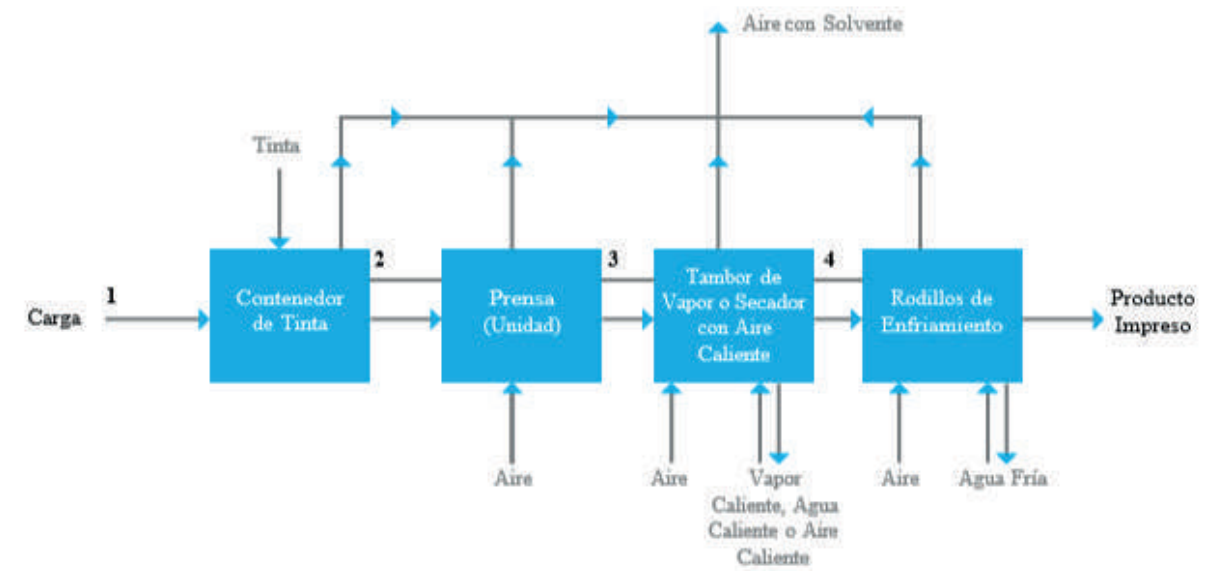 Aire con Solvente
Tinta
1
Carga
Contenedor
de Tinta
2
Prensa
(Unidad)
3
Tambor de
Vapor o Secador
con Aire
Caliente
4
Rodillos de
Enfriamiento
Producto
Impreso
Aire
Aire
Vapor
Caliente, Agua
Caliente o Aire
Caliente
Aire
Agua Fría